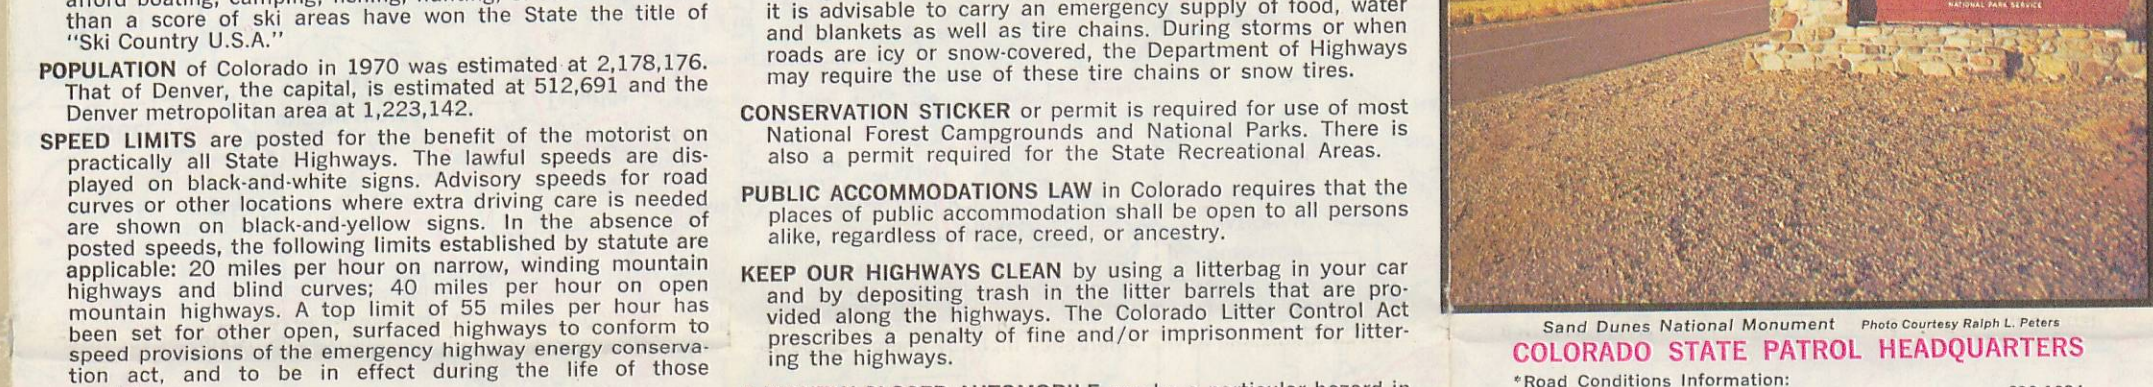 than a score of ski areas have won the State the title of
"Ski Country U.S.A."
POPULATION of Colorado in 1970 was estimated at 2,178,176.
That of Denver, the capital, is estimated at 512,691 and the
Denver metropolitan area at 1,223,142.
SPEED LIMITS are posted for the benefit of the motorist on
practically all State Highways. The lawful speeds are dis-
played on black-and-white signs. Advisory speeds for road
curves or other locations where extra driving care is needed
are shown on black-and-yellow signs. In the absence of
posted speeds, the following limits established by statute are
applicable: 20 miles per hour on narrow, winding mountain
highways and blind curves; 40 miles per hour on open
mountain highways. A top limit of 55 miles per hour has
been set for other open, surfaced highways to conform to
speed provisions of the emergency highway energy conserva-
tion act, and to be in effect during the life of those
it is advisable to carry an emergency supply of food, water
and blankets as well as tire chains. During storms or when
roads are icy or snow-covered, the Department of Highways
may require the use of these tire chains or snow tires.
CONSERVATION STICKER or permit is required for use of most
National Forest Campgrounds and National Parks. There is
also a permit required for the State Recreational Areas.
PUBLIC ACCOMMODATIONS LAW in Colorado requires that the
places of public accommodation shall be open to all persons
alike, regardless of race, creed, or ancestry.
KEEP OUR HIGHWAYS CLEAN by using a litterbag in your car
and by depositing trash in the litter barrels that are pro-
vided along the highways. The Colorado Litter Control Act
prescribes a penalty of fine and/or imprisonment for litter-
ing the highways.
NATIONAL PARK SERVICE
Sand Dunes National Monument Photo Courtesy Ralph L. Peters
COLORADO STATE PATROL HEADQUARTERS
*Road Conditions Information: